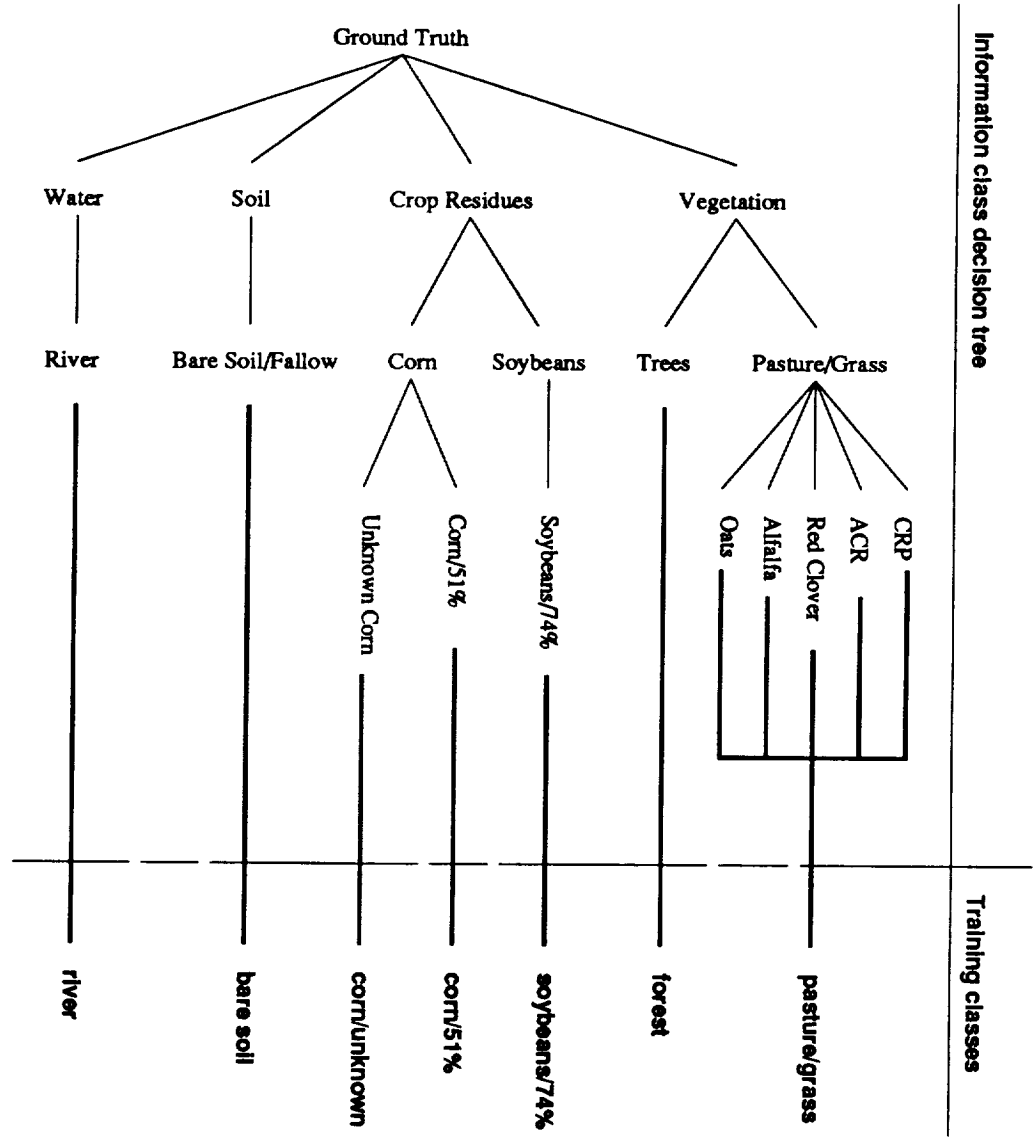 Information class decision tree
Ground Truth
Water
Soil
Crop Residues
Vegetation
River
Bare Soil/Fallow
Corn
Soybeans
Trees
Pasture/Grass
Unknown Corn
Corn/51%
Soybeans/74%
Oats
Alfalfa
Red Clover
ACR
CRP
Training classes
river
bare soil
corn/unknown
corn/51%
soybeans/74%
forest
pasture/grass